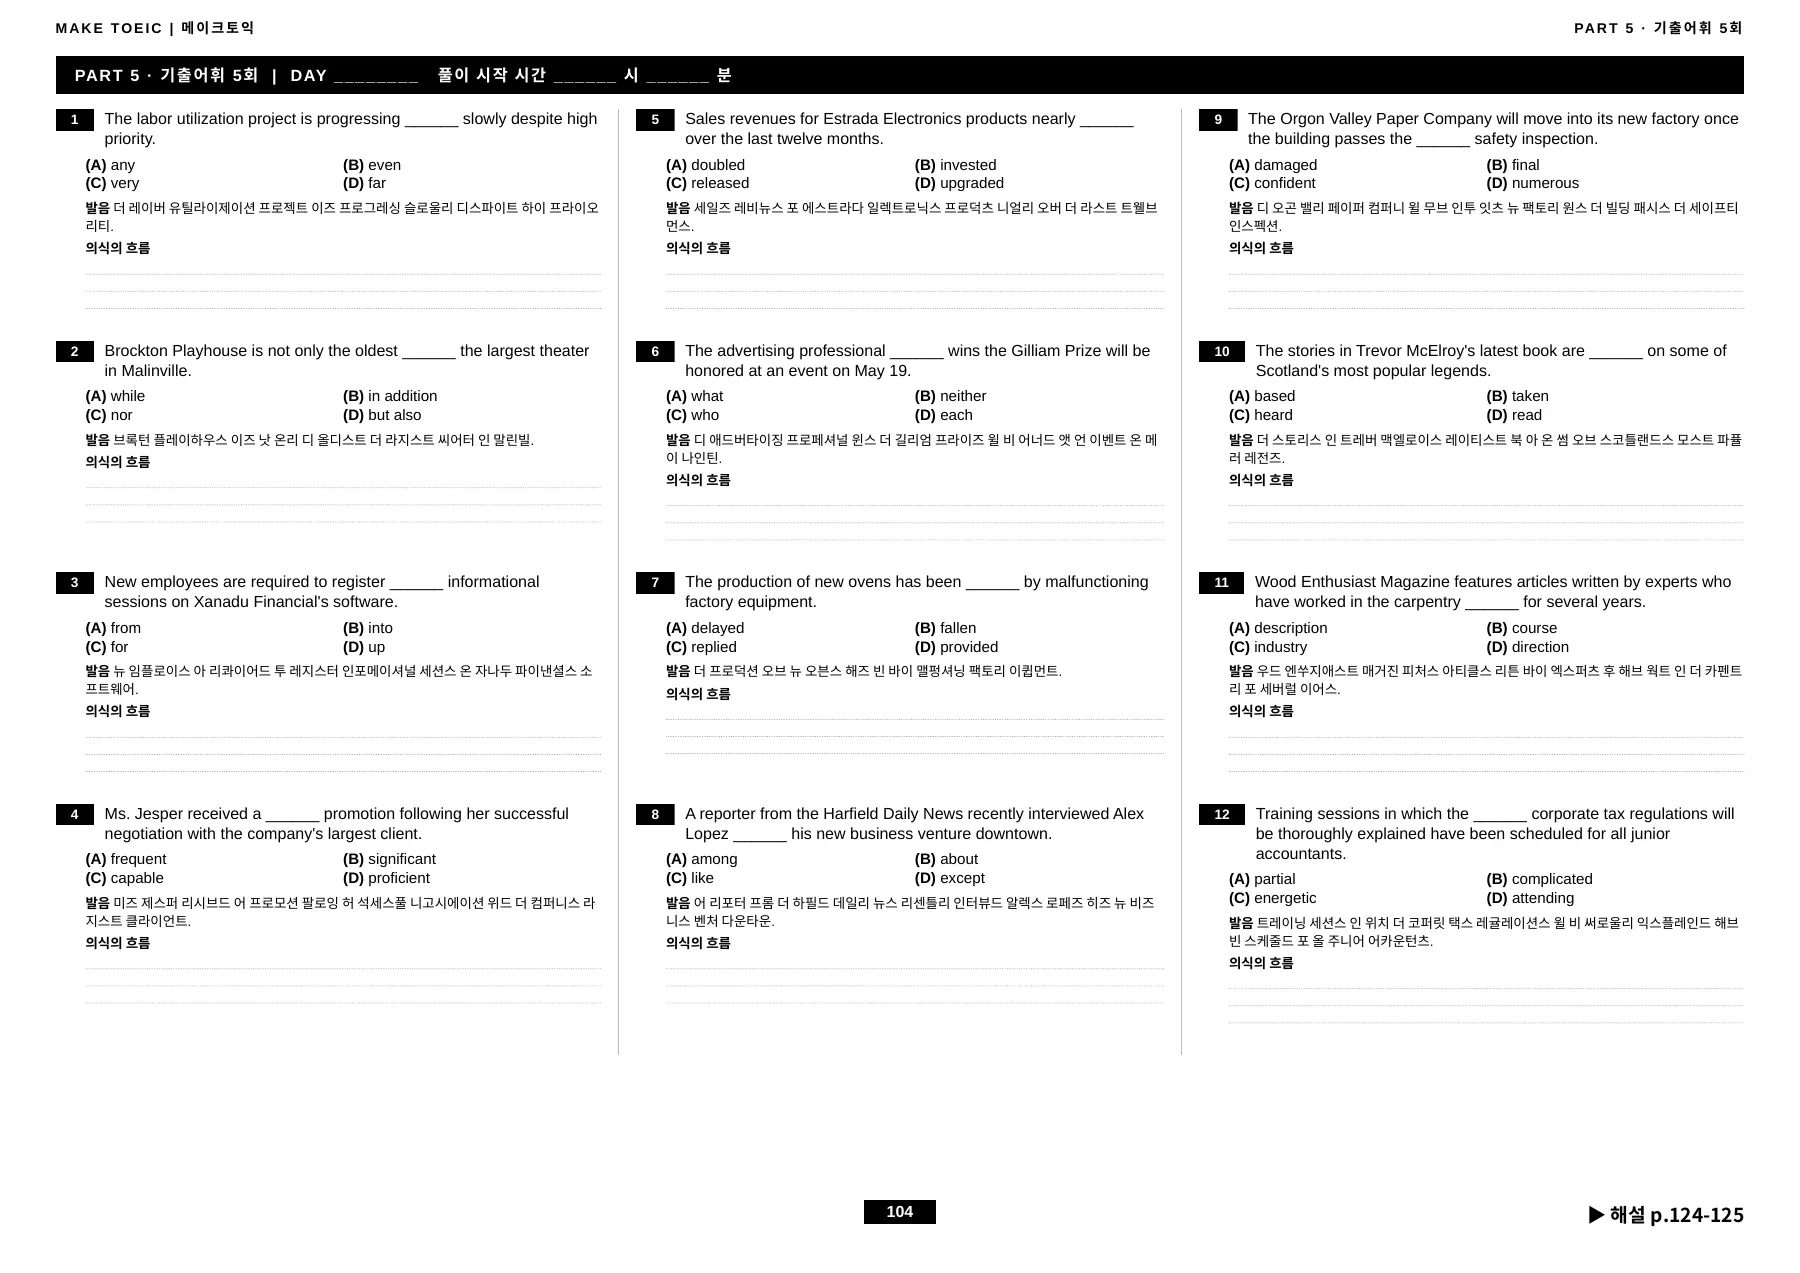 MAKE TOEIC | 메이크토익
PART 5 · 기출어휘 5회
PART 5 · 기출어휘 5회 | DAY ________ 풀이 시작 시간 ______ 시 ______ 분
1 The labor utilization project is progressing ______ slowly despite high
priority.
(A) any (B) even
(C) very (D) far
발음 더 레이버 유틸라이제이션 프로젝트 이즈 프로그레싱 슬로울리 디스파이트 하이 프라이오
리티.
의식의 흐름
2 Brockton Playhouse is not only the oldest ______ the largest theater
in Malinville.
(A) while (B) in addition
(C) nor (D) but also
발음 브록턴 플레이하우스 이즈 낫 온리 디 올디스트 더 라지스트 씨어터 인 말린빌.
의식의 흐름
3 New employees are required to register ______ informational
sessions on Xanadu Financial's software.
(A) from (B) into
(C) for (D) up
발음 뉴 임플로이스 아 리콰이어드 투 레지스터 인포메이셔널 세션스 온 자나두 파이낸셜스 소
프트웨어.
의식의 흐름
4 Ms. Jesper received a ______ promotion following her successful
negotiation with the company's largest client.
(A) frequent (B) significant
(C) capable (D) proficient
발음 미즈 제스퍼 리시브드 어 프로모션 팔로잉 허 석세스풀 니고시에이션 위드 더 컴퍼니스 라
지스트 클라이언트.
의식의 흐름
5 Sales revenues for Estrada Electronics products nearly ______
over the last twelve months.
(A) doubled (B) invested
(C) released (D) upgraded
발음 세일즈 레비뉴스 포 에스트라다 일렉트로닉스 프로덕츠 니얼리 오버 더 라스트 트웰브
먼스.
의식의 흐름
6 The advertising professional ______ wins the Gilliam Prize will be
honored at an event on May 19.
(A) what (B) neither
(C) who (D) each
발음 디 애드버타이징 프로페셔널 윈스 더 길리엄 프라이즈 윌 비 어너드 앳 언 이벤트 온 메
이 나인틴.
의식의 흐름
7 The production of new ovens has been ______ by malfunctioning
factory equipment.
(A) delayed (B) fallen
(C) replied (D) provided
발음 더 프로덕션 오브 뉴 오븐스 해즈 빈 바이 맬펑셔닝 팩토리 이큅먼트.
의식의 흐름
8 A reporter from the Harfield Daily News recently interviewed Alex
Lopez ______ his new business venture downtown.
(A) among (B) about
(C) like (D) except
발음 어 리포터 프롬 더 하필드 데일리 뉴스 리센틀리 인터뷰드 알렉스 로페즈 히즈 뉴 비즈
니스 벤처 다운타운.
의식의 흐름
9 The Orgon Valley Paper Company will move into its new factory once
the building passes the ______ safety inspection.
(A) damaged (B) final
(C) confident (D) numerous
발음 디 오곤 밸리 페이퍼 컴퍼니 윌 무브 인투 잇츠 뉴 팩토리 원스 더 빌딩 패시스 더 세이프티
인스펙션.
의식의 흐름
10 The stories in Trevor McElroy's latest book are ______ on some of
Scotland's most popular legends.
(A) based (B) taken
(C) heard (D) read
발음 더 스토리스 인 트레버 맥엘로이스 레이티스트 북 아 온 썸 오브 스코틀랜드스 모스트 파퓰
러 레전즈.
의식의 흐름
11 Wood Enthusiast Magazine features articles written by experts who
have worked in the carpentry ______ for several years.
(A) description (B) course
(C) industry (D) direction
발음 우드 엔쑤지애스트 매거진 피처스 아티클스 리튼 바이 엑스퍼츠 후 해브 웍트 인 더 카펜트
리 포 세버럴 이어스.
의식의 흐름
12 Training sessions in which the ______ corporate tax regulations will
be thoroughly explained have been scheduled for all junior
accountants.
(A) partial (B) complicated
(C) energetic (D) attending
발음 트레이닝 세션스 인 위치 더 코퍼릿 택스 레귤레이션스 윌 비 써로울리 익스플레인드 해브
빈 스케줄드 포 올 주니어 어카운턴츠.
의식의 흐름
104
▶ 해설 p.124-125